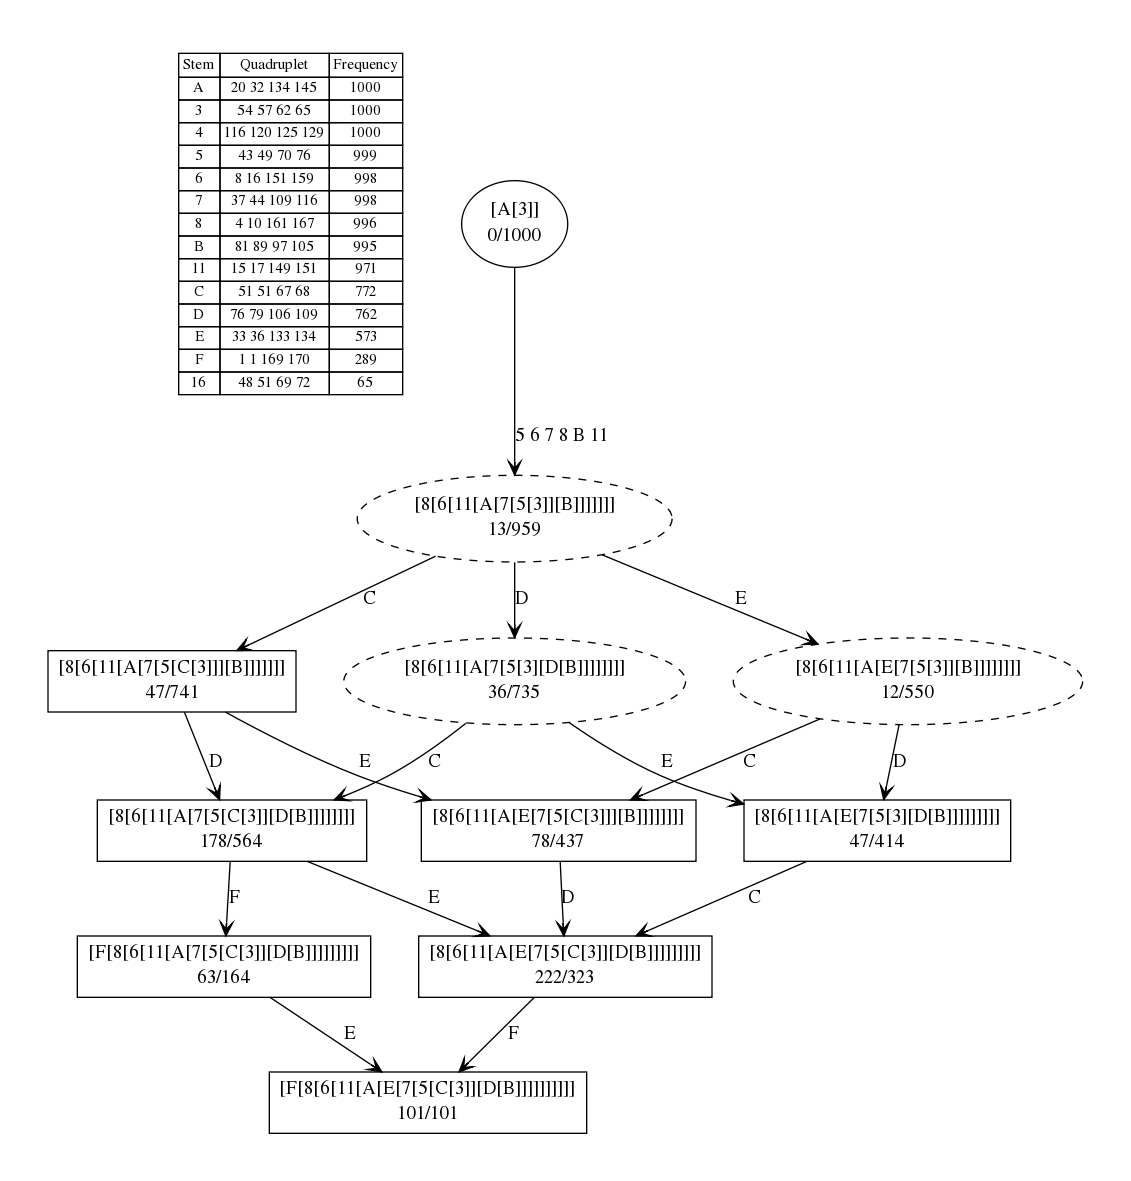 Stem Quadruplet Frequency
A 20 32 134 145 1000
3 54 57 62 65 1000
4 116 120 125 129 1000
5 43 49 70 76 999
6 8 16 151 159 998
7 37 44 109 116 998
8 4 10 161 167 996
B 81 89 97 105 995
11 15 17 149 151 971
C 51 51 67 68 772
D 76 79 106 109 762
E 33 36 133 134 573
F 1 1 169 170 289
16 48 51 69 72 65
[A[3]]
0/1000
5 6 7 8 B 11
[8[6[11[A[7[5[3]][B]]]]]]]
13/959
C D E
[8[6[11[A[7[5[C[3]]][B]]]]]]]
47/741
[8[6[11[A[7[5[3][D[B]]]]]]]]
36/735
[8[6[11[A[E[7[5[3]][B]]]]]]]]
12/550
D E C E C D
[8[6[11[A[7[5[C[3]][D[B]]]]]]]]
178/564
[8[6[11[A[E[7[5[C[3]]][B]]]]]]]]
78/437
[8[6[11[A[E[7[5[3][D[B]]]]]]]]]
47/414
F E D C
[F[8[6[11[A[7[5[C[3]][D[B]]]]]]]]]
63/164
[8[6[11[A[E[7[5[C[3]][D[B]]]]]]]]]
222/323
E F
[F[8[6[11[A[E[7[5[C[3]][D[B]]]]]]]]]]
101/101